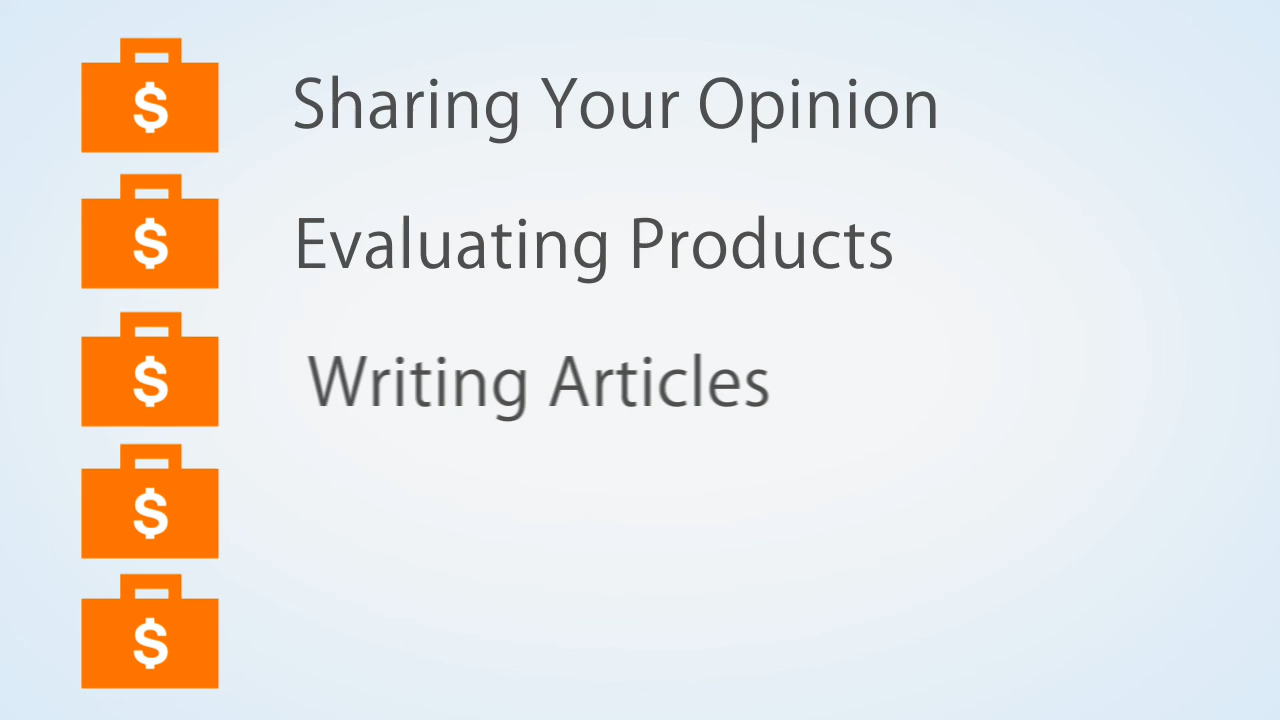 $ Sharing Your Opinion
$ Evaluating Products
$ Writing Articles
$
$